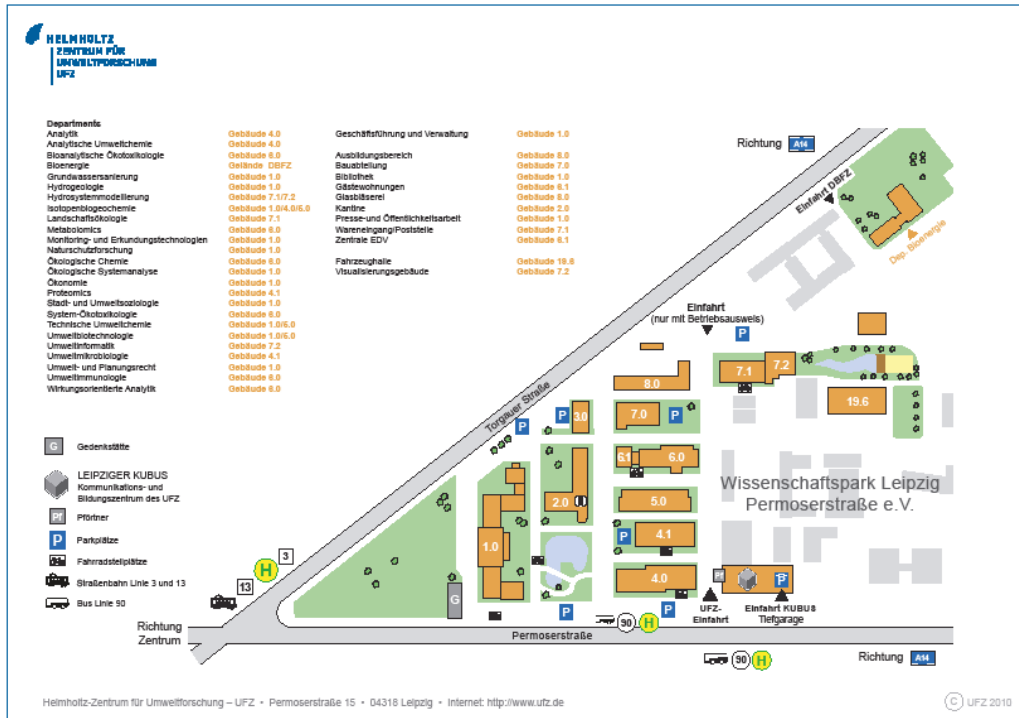 HELMHOLTZ
ZENTRUM FÜR
UMWELTFORSCHUNG
UFZ
Departments
Analytik Gebäude 4.0
Analytische Umweltchemie Gebäude 4.0
Bioanalytische Ökotoxikologie Gebäude 6.0
Bioenergie Gelände DBFZ
Grundwassersanierung Gebäude 1.0
Hydrogeologie Gebäude 1.0
Hydrosystemmodellierung Gebäude 7.1/7.2
Isotopenbiogeochemie Gebäude 1.0/4.0/5.0
Landschaftsökologie Gebäude 7.1
Metabolomics Gebäude 6.0
Monitoring- und Erkundungstechnologien Gebäude 1.0
Naturschutzforschung Gebäude 1.0
Ökologische Chemie Gebäude 6.0
Ökologische Systemanalyse Gebäude 1.0
Ökonomie Gebäude 1.0
Proteomics Gebäude 4.1
Stadt- und Umweltsoziologie Gebäude 1.0
System-Ökotoxikologie Gebäude 6.0
Technische Umweltchemie Gebäude 1.0/5.0
Umweltbiotechnologie Gebäude 1.0/5.0
Umweltinformatik Gebäude 7.2
Umweltmikrobiologie Gebäude 4.1
Umwelt- und Planungsrecht Gebäude 1.0
Umweltimmunologie Gebäude 6.0
Wirkungsorientierte Analytik Gebäude 6.0
Geschäftsführung und Verwaltung Gebäude 1.0
Ausbildungsbereich Gebäude 8.0
Bauabteilung Gebäude 7.0
Bibliothek Gebäude 1.0
Gästewohnungen Gebäude 6.1
Glasbläserei Gebäude 8.0
Kantine Gebäude 2.0
Presse-und Öffentlichkeitsarbeit Gebäude 1.0
Wareneingang/Poststelle Gebäude 7.1
Zentrale EDV Gebäude 6.1
Fahrzeughalle Gebäude 19.6
Visualisierungsgebäude Gebäude 7.2
Richtung A14
Einfahrt DBFZ
Dep. Bioenergie
Einfahrt
(nur mit Betriebsausweis)
P
7.1
7.2
8.0
19.6
Torgauer Straße
P
P
3.0
7.0
P
6.1
6.0
2.0
5.0
Wissenschaftspark Leipzig
Permoserstraße e.V.
1.0
P
4.1
4.0
Pf
P
G
P
P
UFZ-
Einfahrt
Einfahrt KUBUS
Tiefgarage
G Gedenkstätte
LEIPZIGER KUBUS
Kommunikations- und
Bildungszentrum des UFZ
Pf Pförtner
P Parkplätze
Fahrradstellplätze
Straßenbahn Linie 3 und 13
Bus Linie 90
3
H
13
90 H
Richtung
Zentrum
Permoserstraße
90 H
Richtung A14
Helmholtz-Zentrum für Umweltforschung – UFZ • Permoserstraße 15 • 04318 Leipzig • Internet: http://www.ufz.de
C UFZ 2010